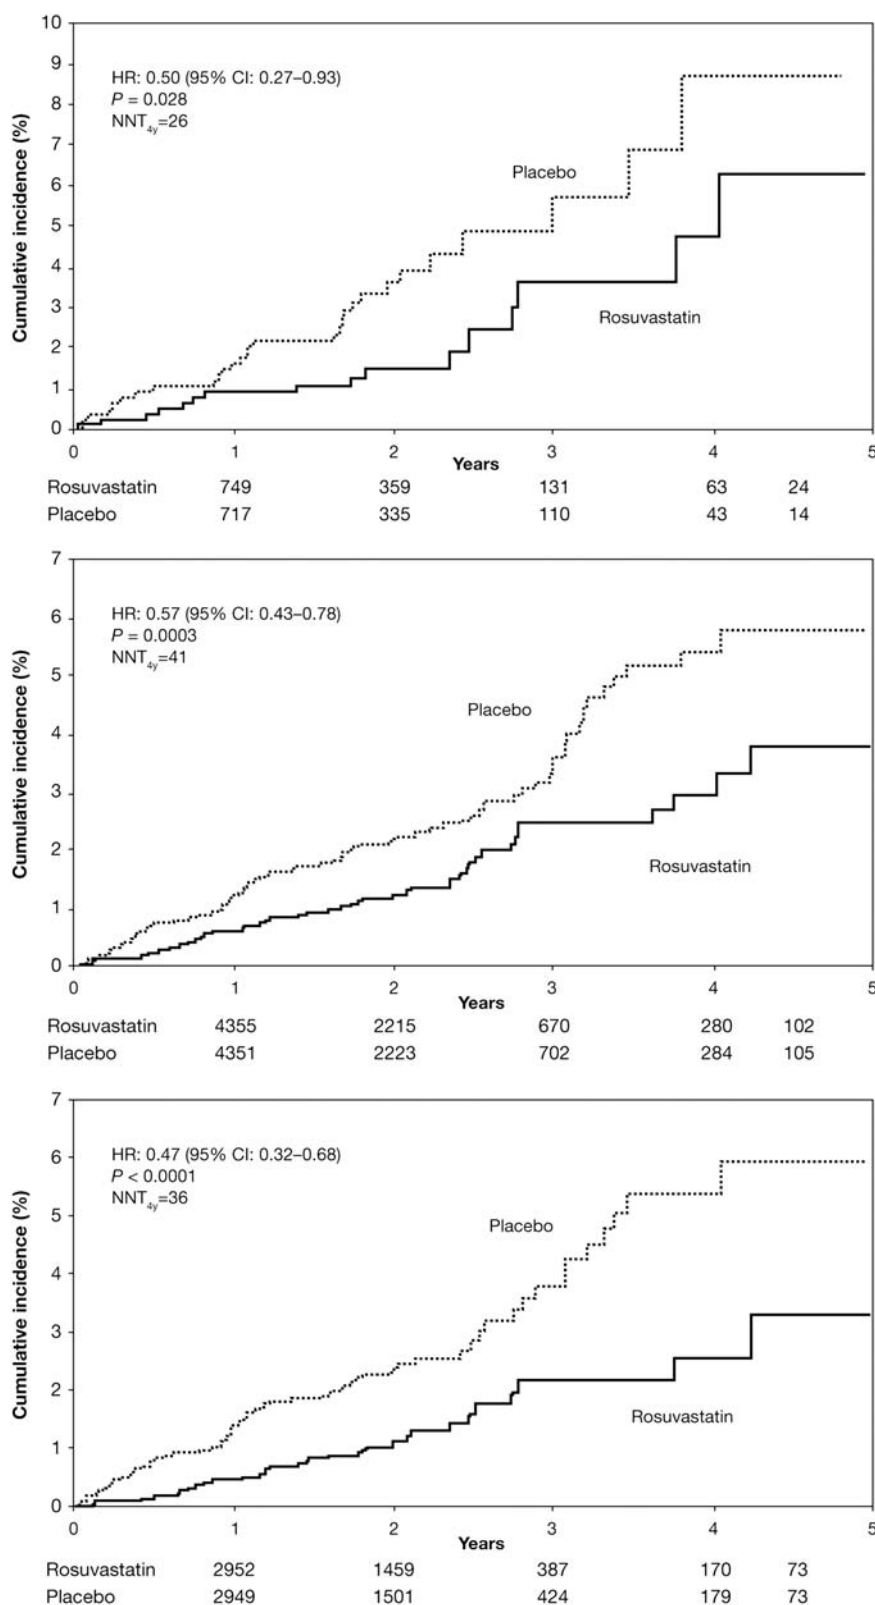 10
9
8
7
6
5
4
3
2
1
0
Cumulative incidence (%)
HR: 0.50 (95% CI: 0.27–0.93)
P = 0.028
NNT4y=26
Placebo
Rosuvastatin
0 1 2 3 4 5
Years
Rosuvastatin 749 359 131 63 24
Placebo 717 335 110 43 14
7
6
5
4
3
2
1
0
Cumulative incidence (%)
HR: 0.57 (95% CI: 0.43–0.78)
P = 0.0003
NNT4y=41
Placebo
Rosuvastatin
0 1 2 3 4 5
Years
Rosuvastatin 4355 2215 670 280 102
Placebo 4351 2223 702 284 105
7
6
5
4
3
2
1
0
Cumulative incidence (%)
HR: 0.47 (95% CI: 0.32–0.68)
P < 0.0001
NNT4y=36
Placebo
Rosuvastatin
0 1 2 3 4 5
Years
Rosuvastatin 2952 1459 387 170 73
Placebo 2949 1501 424 179 73